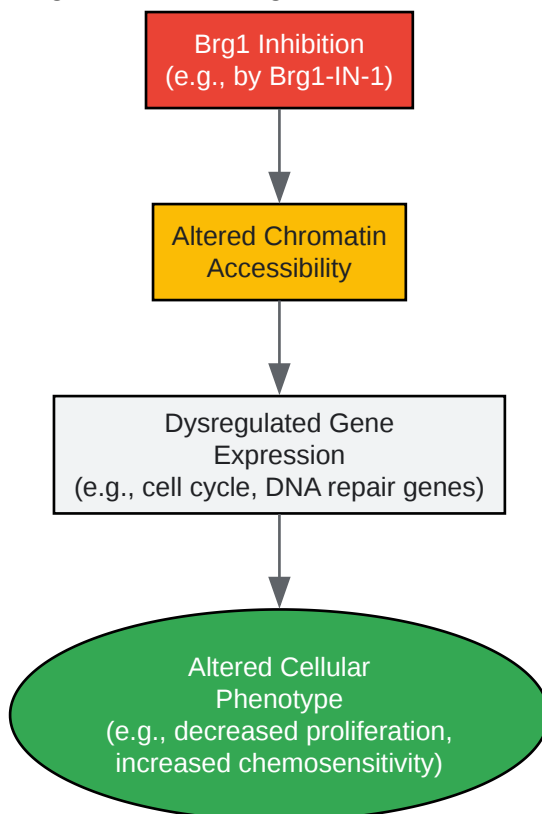 Brg1 Inhibition
(e.g., by Brg1-IN-1)
Altered Chromatin
Accessibility
Dysregulated Gene
Expression
(e.g., cell cycle, DNA repair genes)
Altered Cellular
Phenotype
(e.g., decreased proliferation,
increased chemosensitivity)